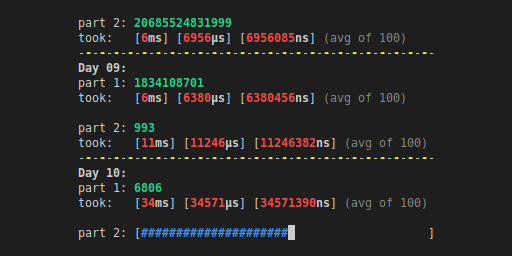 part 2: 20685524831999
took:   [6ms] [6956µs] [6956085ns] (avg of 100)
---------------------------------------------------
Day 09:
part 1: 1834108701
took:   [6ms] [6380µs] [6380456ns] (avg of 100)
part 2: 993
took:   [11ms] [11246µs] [11246382ns] (avg of 100)
---------------------------------------------------
Day 10:
part 1: 6806
took:   [34ms] [34571µs] [34571390ns] (avg of 100)
part 2: [#####################                    ]